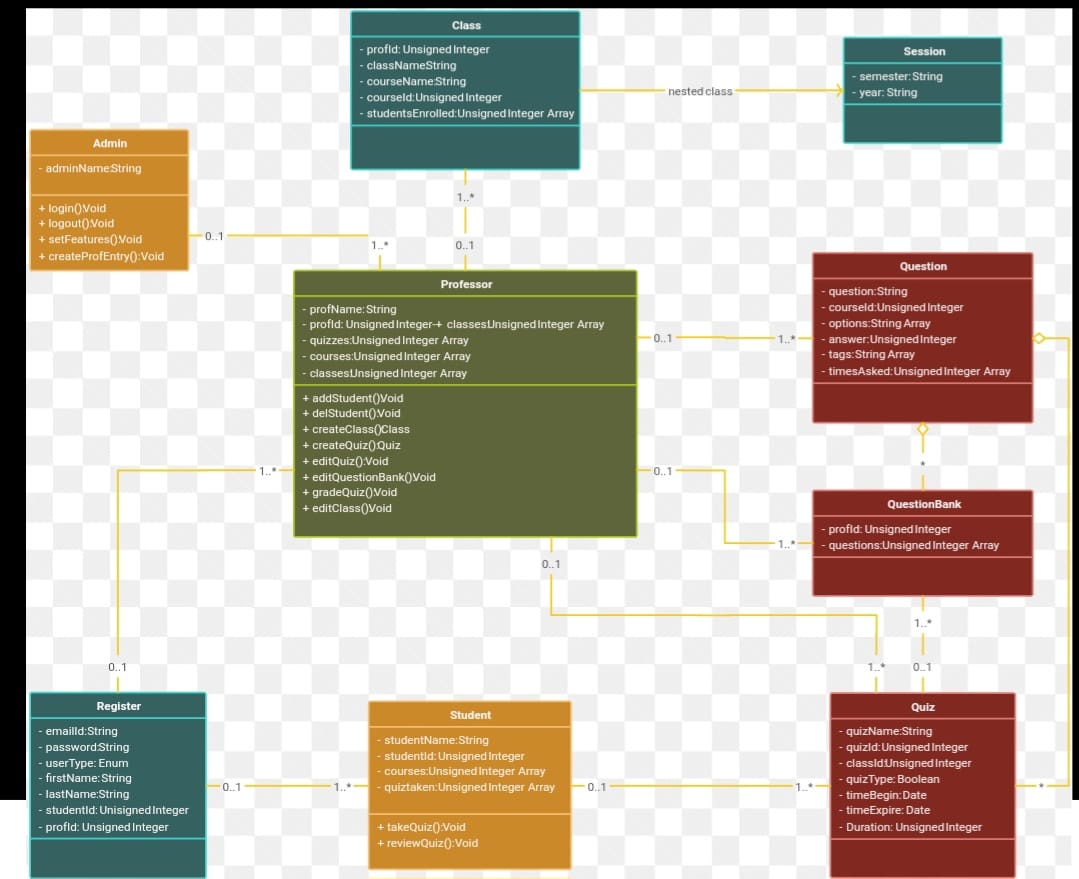 Class
- profId: Unsigned Integer
- classNameString
- courseName:String
- courseId:Unsigned Integer
- studentsEnrolled:Unsigned Integer Array
nested class
Session
- semester:String
- year: String
Admin
- adminName:String
+ login():Void
+ logout():Void
+ setFeatures():Void
+ createProfEntry():Void
0..1
1..*
1..*
0..1
Professor
- profName:String
- profId: Unsigned Integer-+ classesUnsigned Integer Array
- quizzes:Unsigned Integer Array
- courses:Unsigned Integer Array
- classesUnsigned Integer Array
+ addStudent():Void
+ delStudent():Void
+ createClass():Class
+ createQuiz():Quiz
+ editQuiz():Void
+ editQuestionBank():Void
+ gradeQuiz():Void
+ editClass():Void
0..1
1..*
Question
- question:String
- courseId:Unsigned Integer
- options:String Array
- answer:Unsigned Integer
- tags:String Array
- timesAsked:Unsigned Integer Array
*
0..1
1..*
QuestionBank
- profId: Unsigned Integer
- questions:Unsigned Integer Array
1..*
0..1
0..1
1..*
1..*
0..1
Register
- emailId:String
- password:String
- userType: Enum
- firstName:String
- lastName:String
- studentId: Unisigned Integer
- profId: Unsigned Integer
0..1
1..*
Student
- studentName:String
- studentId: Unsigned Integer
- courses:Unsigned Integer Array
- quiztaken:Unsigned Integer Array
+ takeQuiz():Void
+ reviewQuiz():Void
0..1
1..*
Quiz
- quizName:String
- quizId:Unsigned Integer
- classId:Unsigned Integer
- quizType: Boolean
- timeBegin:Date
- timeExpire: Date
- Duration: Unsigned Integer
*